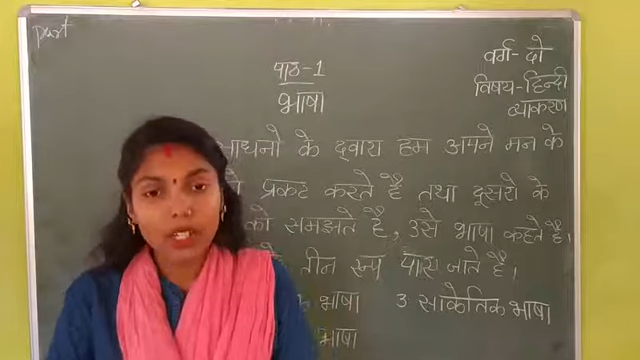 part
वर्ग- दो
पाठ-1
विषय-हिन्दी
भाषा
व्याकरण
साधनो के द्वारा हम अपने मन के
प्रकट करते है तथा दूसरो के
को समझते है, उसे भाषा कहते है।
तीन रूप पाए जाते है।
भाषा 3 सांकेतिक भाषा
भाषा